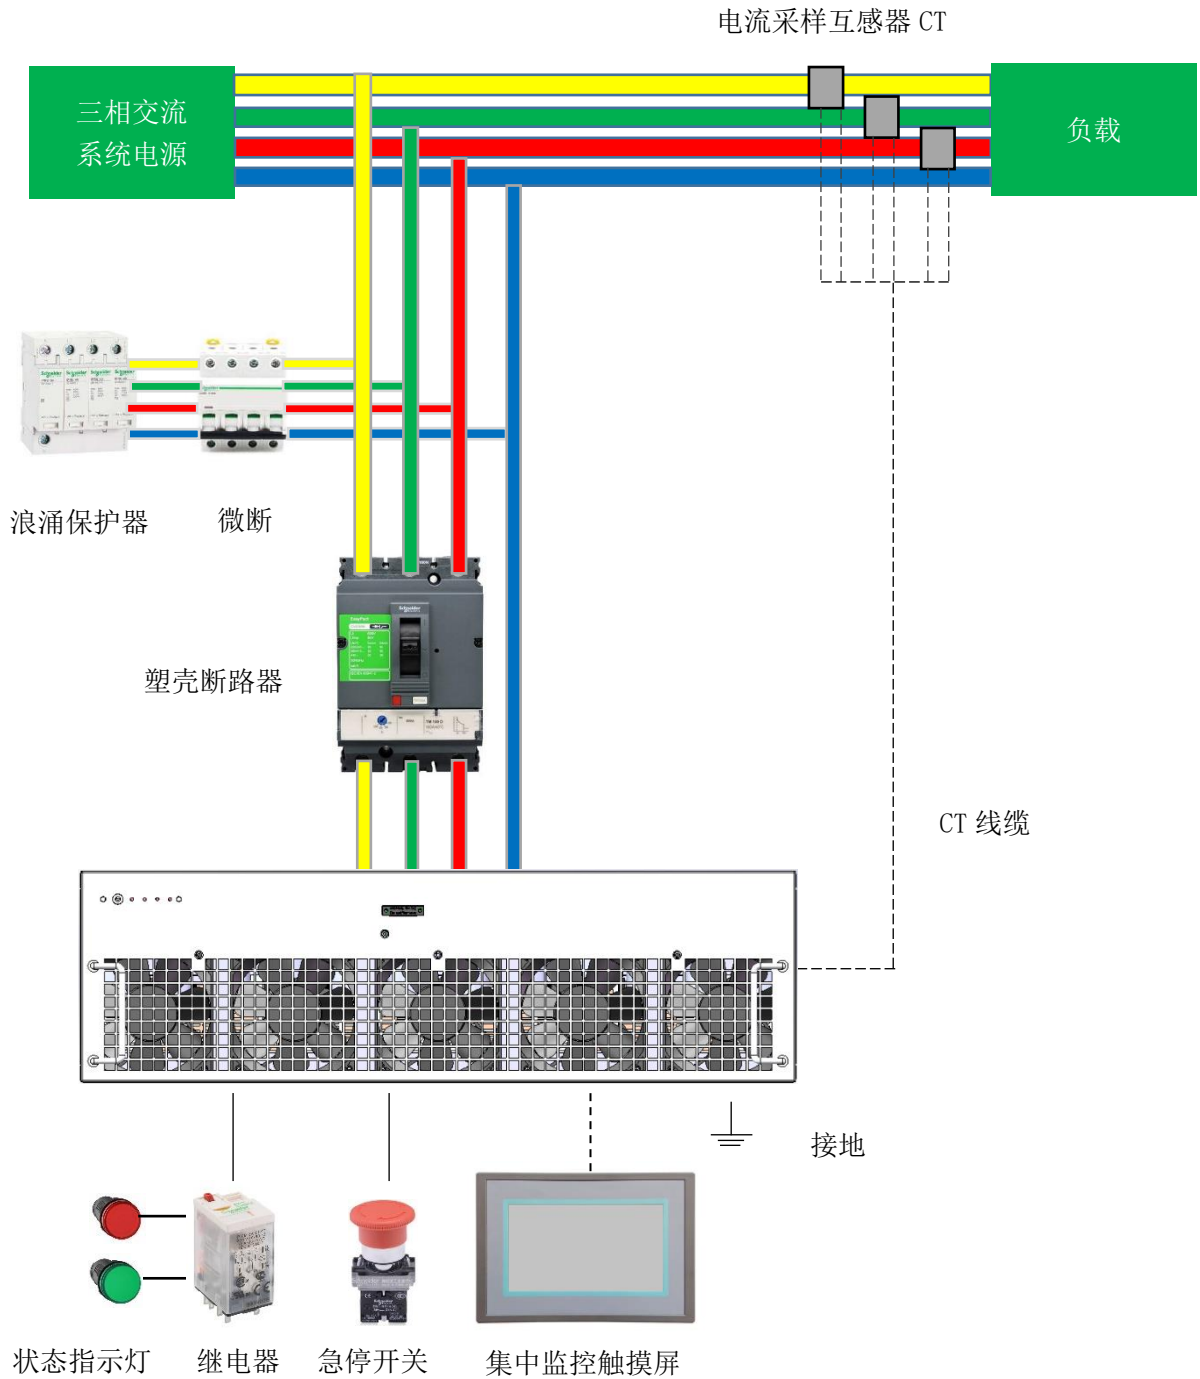 电流采样互感器 CT
三相交流
系统电源
负载
浪涌保护器
微断
Schneider
塑壳断路器
CT 线缆
接地
状态指示灯
继电器
急停开关
集中监控触摸屏